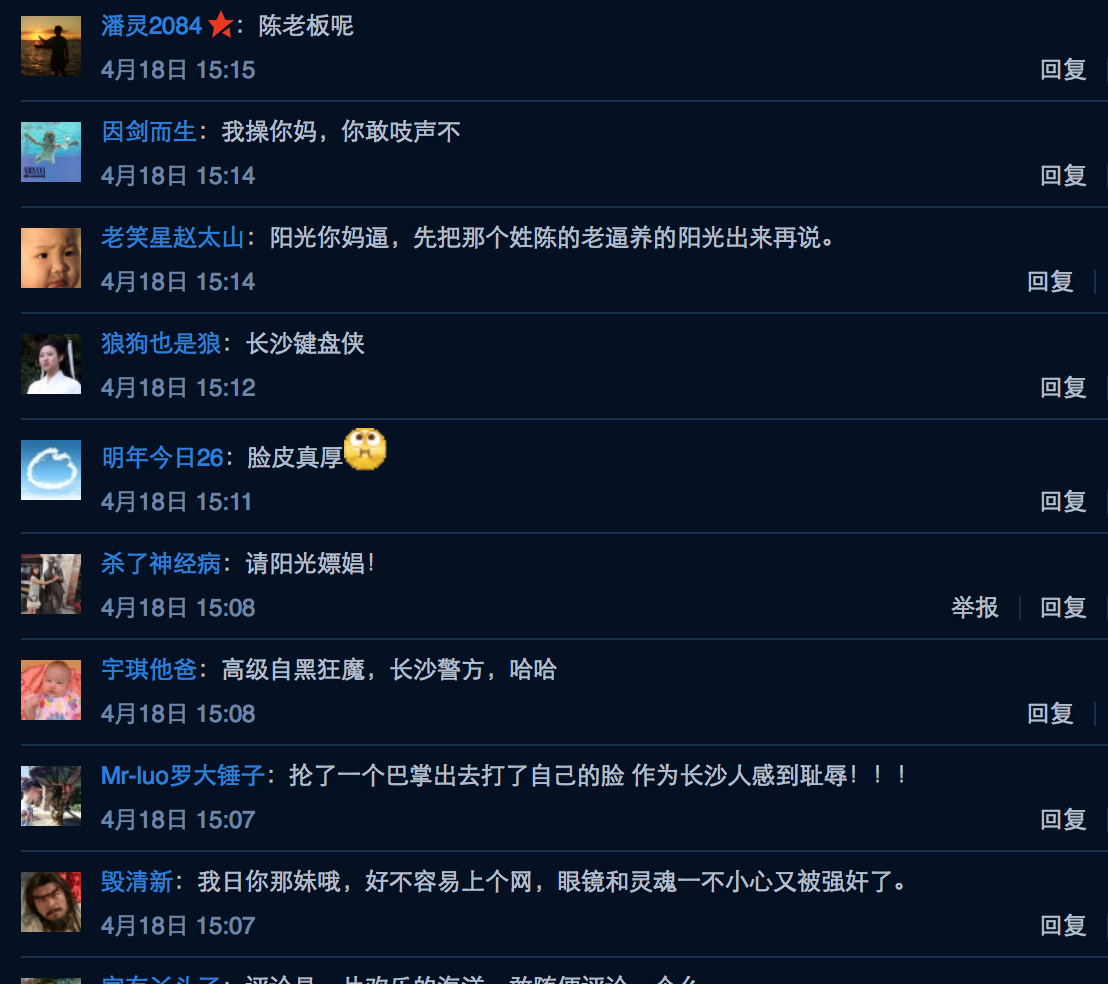 潘灵2084：陈老板呢
4月18日 15:15 回复
因剑而生：我操你妈，你敢吱声不
4月18日 15:14 回复
老笑星赵太山：阳光你妈逼，先把那个姓陈的老逼养的阳光出来再说。
4月18日 15:14 回复
狼狗也是狼：长沙键盘侠
4月18日 15:12 回复
明年今日26：脸皮真厚
4月18日 15:11 回复
杀了神经病：请阳光嫖娼！
4月18日 15:08 举报 回复
宇琪他爸：高级自黑狂魔，长沙警方，哈哈
4月18日 15:08 回复
Mr-luo罗大锤子：抡了一个巴掌出去打了自己的脸 作为长沙人感到耻辱！！！
4月18日 15:07 回复
毁清新：我日你那妹哦，好不容易上个网，眼镜和灵魂一不小心又被强奸了。
4月18日 15:07 回复